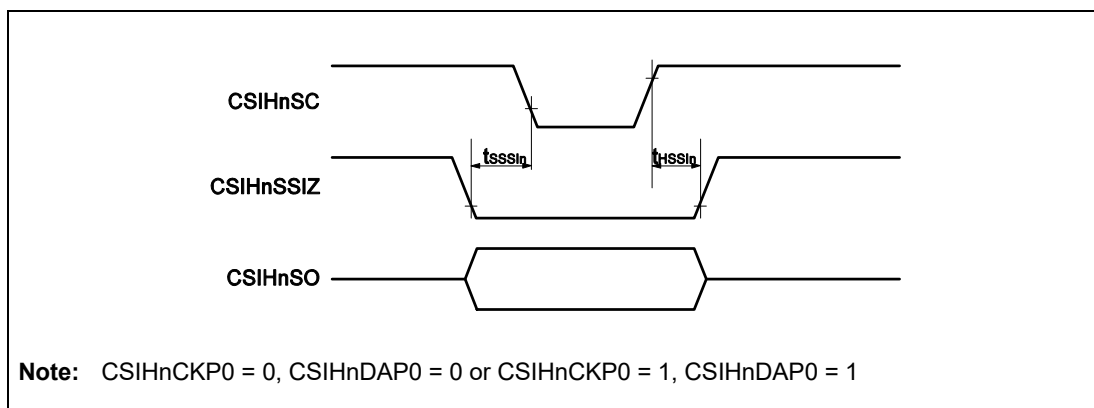 CSIHnSC
tSSSIn
tHSSIn
CSIHnSSIZ
CSIHnSO
Note: CSIHnCKP0 = 0, CSIHnDAP0 = 0 or CSIHnCKP0 = 1, CSIHnDAP0 = 1